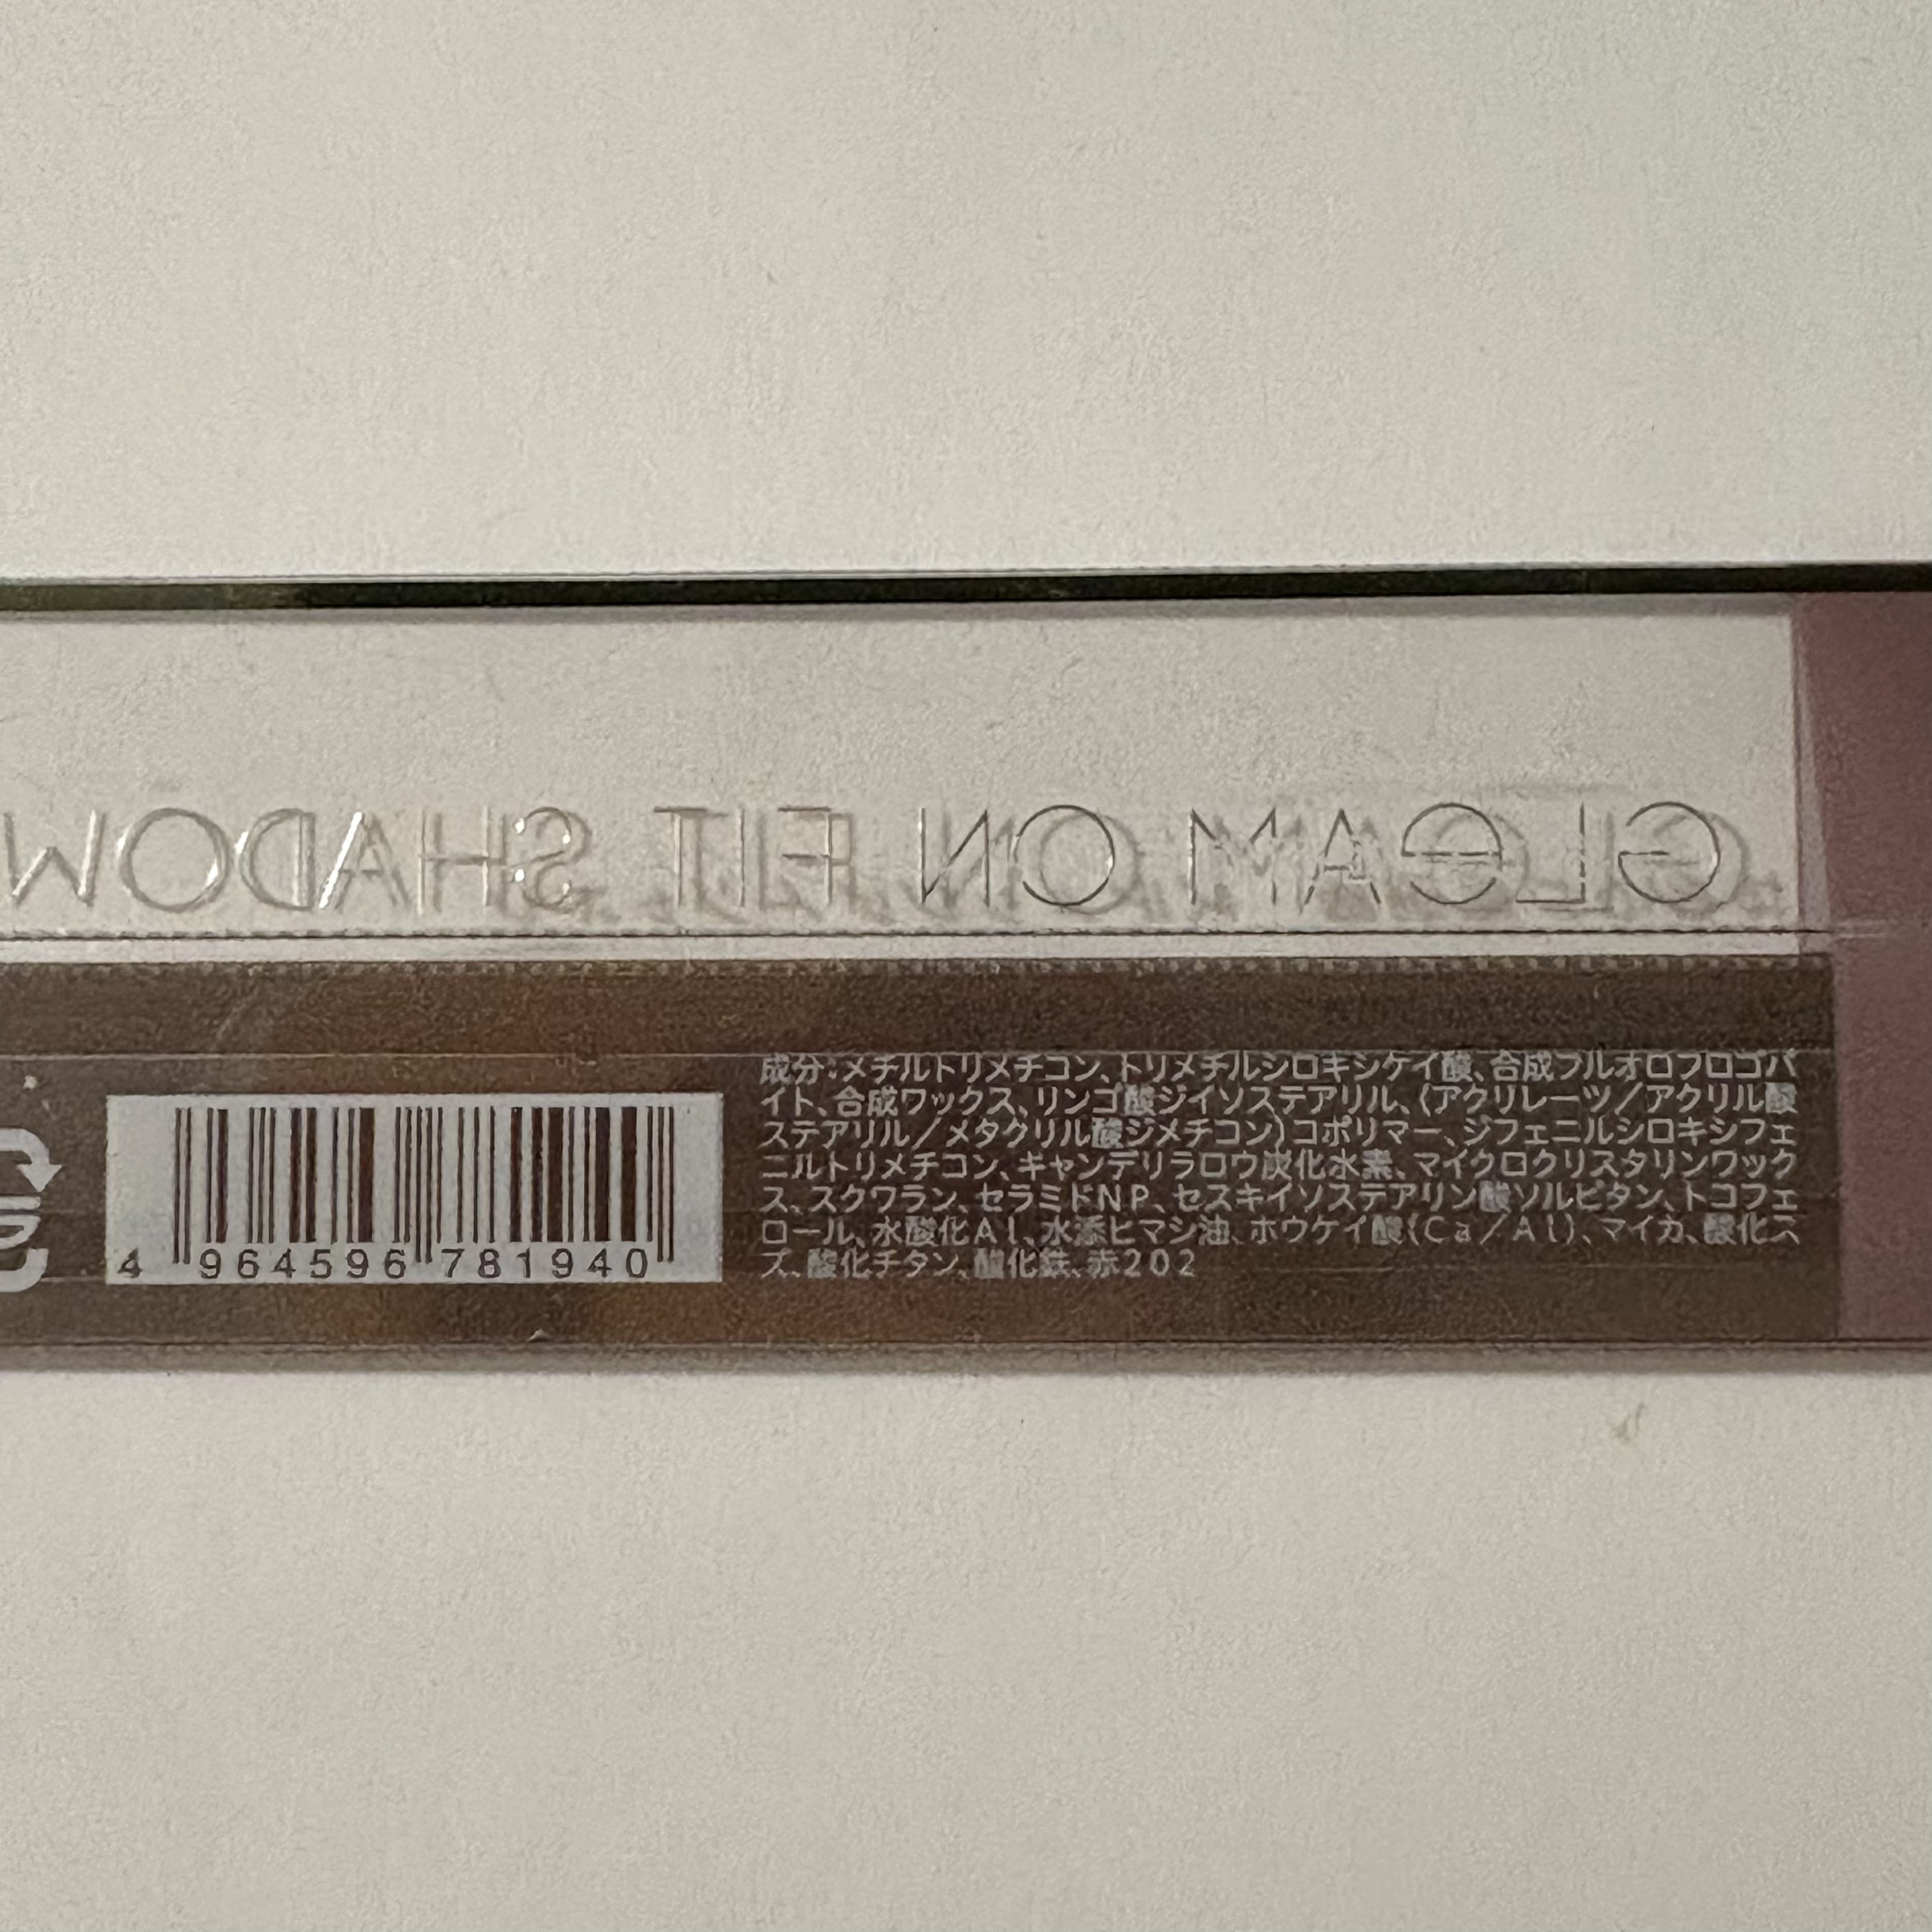 GLEAM ON FIT SHADOW
成分:メチルトリメチコン、トリメチルシロキシケイ酸、合成フルオロフロゴパ
イト、合成ワックス、リンゴ酸ジイソステアリル、(アクリレーツ/アクリル酸
ステアリル/メタクリル酸ジメチコン)コポリマー、ジフェニルシロキシフェ
ニルトリメチコン、キャンデリラロウ炭化水素、マイクロクリスタリンワック
ス、スクワラン、セラミドNP、セスキイソステアリン酸ソルビタン、トコフェ
ロール、水酸化Al、水添ヒマシ油、ホウケイ酸(Ca/Al)、マイカ、酸化ス
ズ、酸化チタン、酸化鉄、赤202
4 964596 781940